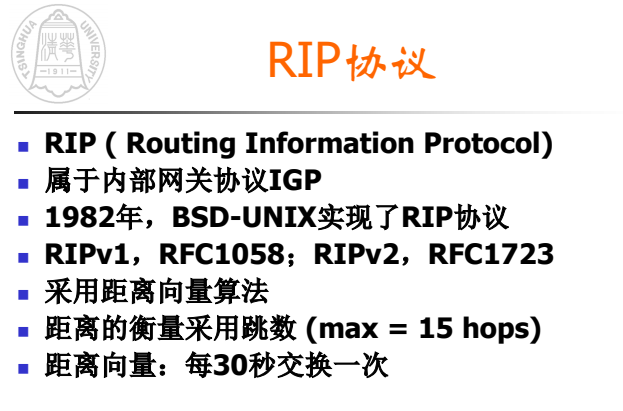 TSINGHUA UNIVERSITY
-1911-
RIP协议
RIP ( Routing Information Protocol)
属于内部网关协议IGP
1982年，BSD-UNIX实现了RIP协议
RIPv1，RFC1058；RIPv2，RFC1723
采用距离向量算法
距离的衡量采用跳数 (max = 15 hops)
距离向量：每30秒交换一次